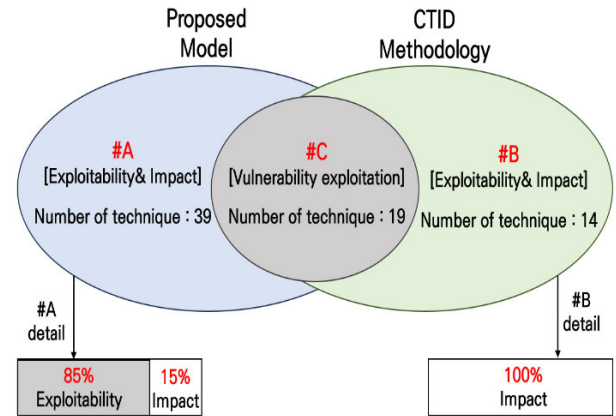 Proposed
Model
CTID
Methodology
#A
[Exploitability& Impact]
Number of technique : 39
#C
[Vulnerability exploitation]
Number of technique : 19
#B
[Exploitability& Impact]
Number of technique : 14
#A
detail
#B
detail
85%
Exploitability
15%
Impact
100%
Impact